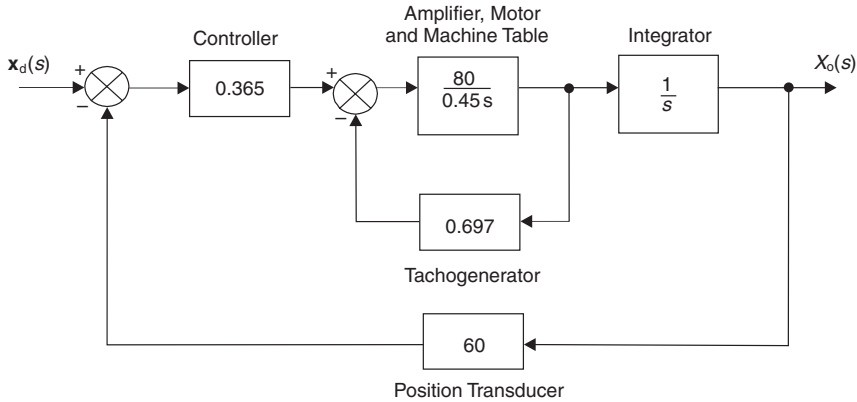 Amplifier, Motor
and Machine Table
Controller
Integrator
x_d(s)
X_o(s)
+
−
0.365
+
−
80
0.45 s
1
s
0.697
Tachogenerator
60
Position Transducer